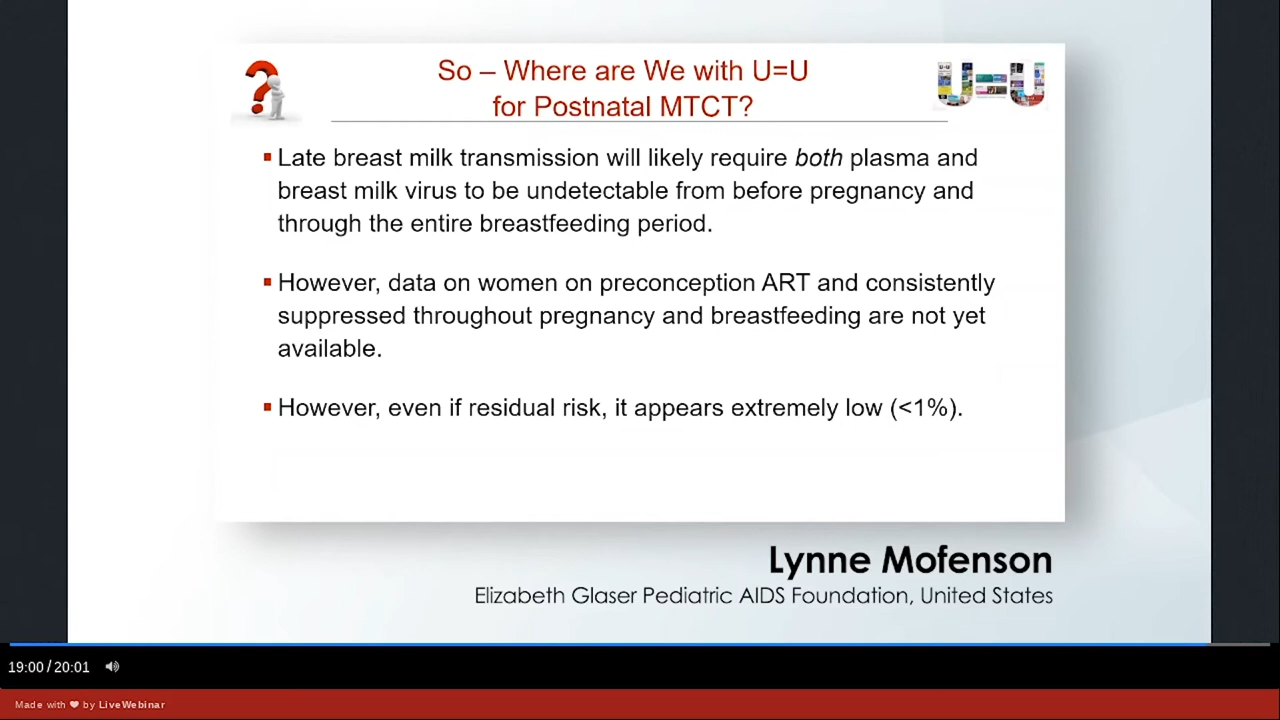 So – Where are We with U=U
for Postnatal MTCT?
U=U
Late breast milk transmission will likely require both plasma and
breast milk virus to be undetectable from before pregnancy and
through the entire breastfeeding period.
However, data on women on preconception ART and consistently
suppressed throughout pregnancy and breastfeeding are not yet
available.
However, even if residual risk, it appears extremely low (<1%).
Lynne Mofenson
Elizabeth Glaser Pediatric AIDS Foundation, United States
19:00 / 20:01
Made with ❤ by LiveWebinar